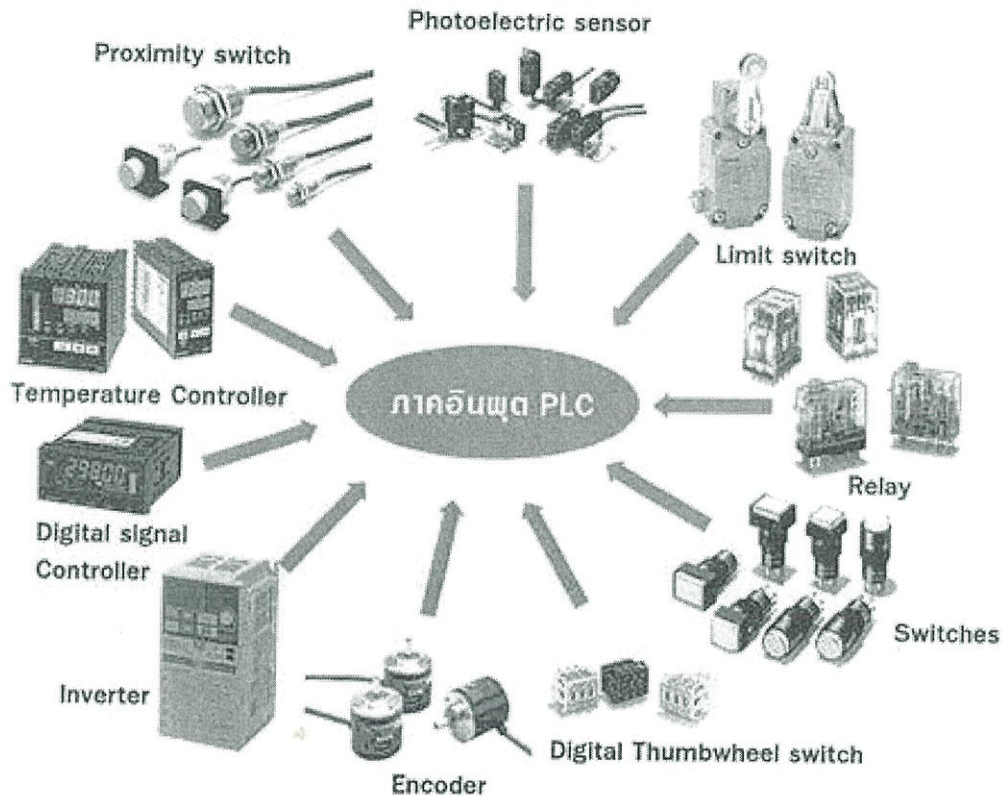 Photoelectric sensor
Proximity switch
Limit switch
Temperature Controller
ภาคอินพุต PLC
Relay
Digital signal
Controller
Switches
Inverter
Digital Thumbwheel switch
Encoder